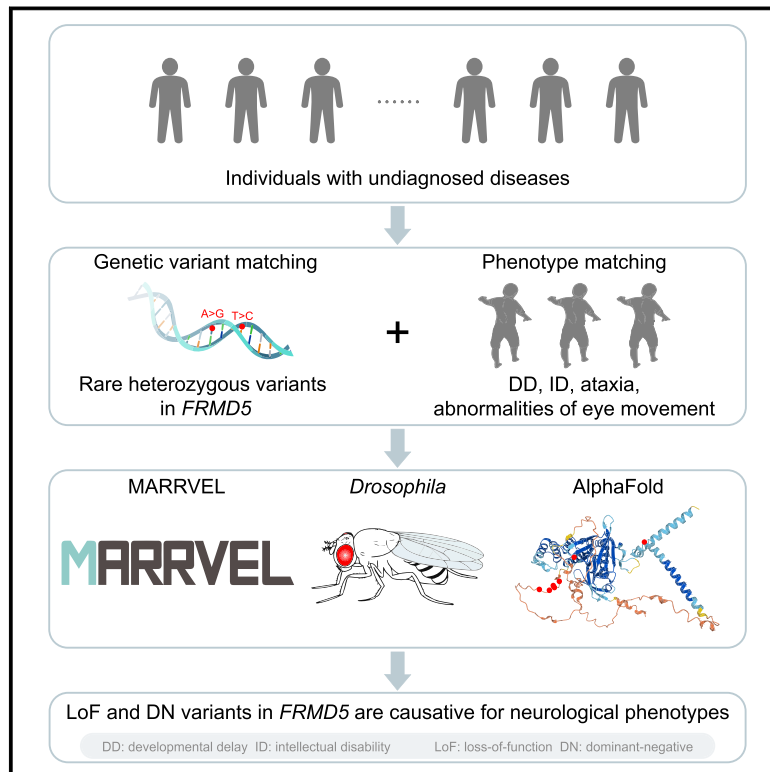 Individuals with undiagnosed diseases
Genetic variant matching
A>G T>C
Rare heterozygous variants
in FRMD5
+
Phenotype matching
DD, ID, ataxia,
abnormalities of eye movement
MARRVEL
MARRVEL
Drosophila
AlphaFold
LoF and DN variants in FRMD5 are causative for neurological phenotypes
DD: developmental delay ID: intellectual disability LoF: loss-of-function DN: dominant-negative